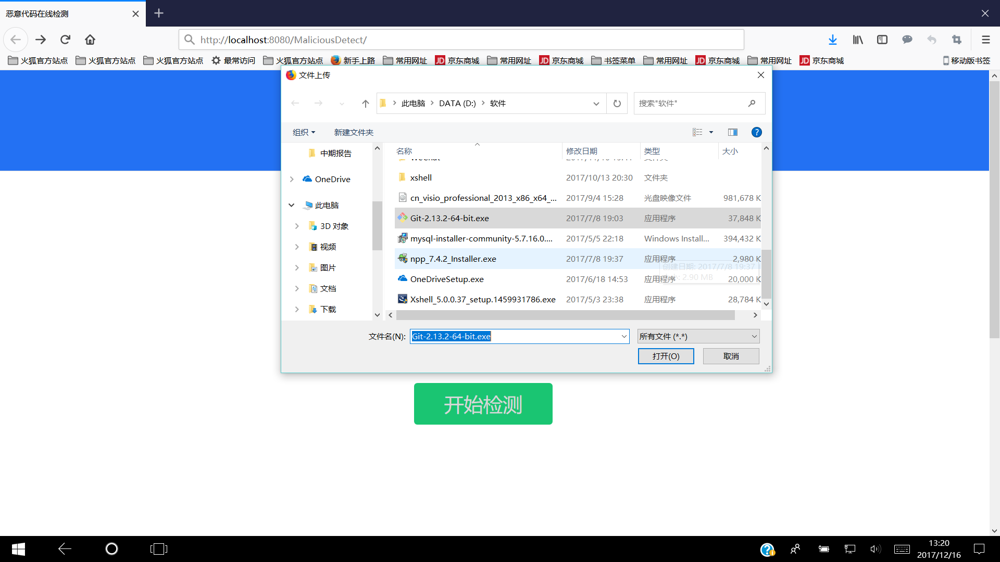 恶意代码在线检测
http://localhost:8080/MaliciousDetect/
火狐官方站点 火狐官方站点 火狐官方站点 最常访问 火狐官方站点 新手上路 常用网址 京东商城 常用网址 京东商城 书签菜单 常用网址 京东商城 常用网址 京东商城 移动版书签
文件上传
此电脑 DATA (D:) 软件
搜索"软件"
组织 新建文件夹
名称 修改日期 类型 大小
中期报告
OneDrive
此电脑
3D 对象
视频
图片
文档
下载
WeChat
xshell 2017/10/13 20:30 文件夹
cn_visio_professional_2013_x86_x64_... 2017/9/4 15:28 光盘映像文件 981,678 K
Git-2.13.2-64-bit.exe 2017/7/8 19:03 应用程序 37,848 K
mysql-installer-community-5.7.16.0.... 2017/5/5 22:18 Windows Install... 394,432 K
npp_7.4.2_Installer.exe 2017/7/8 19:37 应用程序 2,980 K
创建日期: 2017/7/8 19:37
2.90 MB
OneDriveSetup.exe 2017/6/18 14:53 应用程序 20,000 K
Xshell_5.0.0.37_setup.1459931786.exe 2017/5/3 23:38 应用程序 28,784 K
文件名(N): Git-2.13.2-64-bit.exe 所有文件 (*.*)
打开(O) 取消
开始检测
13:20
2017/12/16